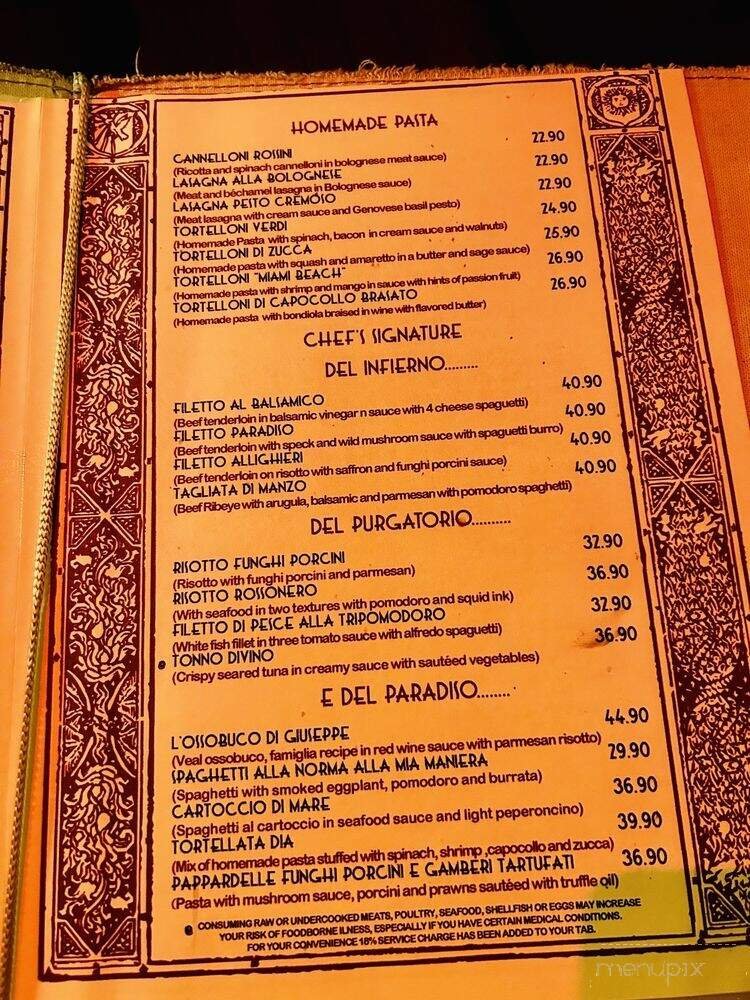 HOMEMADE PASTA
CANNELLONI ROSSINI 22.90
(Ricotta and spinach cannelloni in bolognese meat sauce)
LASAGNA ALLA BOLOGNESE 22.90
(Meat and béchamel lasagna in Bolognese sauce)
LASAGNA PESTO CREMOSO 22.90
(Meat lasagna with cream sauce and Genovese basil pesto)
TORTELLONI VERDI 24.90
(Homemade Pasta with spinach, bacon in cream sauce and walnuts)
TORTELLONI DI ZUCCA 25.90
(Homemade pasta with squash and amaretto in a butter and sage sauce)
TORTELLONI "MIAMI BEACH" 26.90
(Homemade pasta with shrimp and mango in sauce with hints of passion fruit)
TORTELLONI DI CAPOCOLLO BRASATO 26.90
(Homemade pasta with bondiola braised in wine with flavored butter)
CHEF'S SIGNATURE
DEL INFIERNO.........
FILETTO AL BALSAMICO 40.90
(Beef tenderloin in balsamic vinegar n sauce with 4 cheese spaguetti)
FILETTO PARADISO 40.90
(Beef tenderloin with speck and wild mushroom sauce with spaguetti burro)
FILETTO ALLIGHIERI 40.90
(Beef tenderloin on risotto with saffron and funghi porcini sauce)
TAGLIATA DI MANZO 40.90
(Beef Ribeye with arugula, balsamic and parmesan with pomodoro spaghetti)
DEL PURGATORIO..........
RISOTTO FUNGHI PORCINI 32.90
(Risotto with funghi porcini and parmesan)
RISOTTO ROSSONERO 36.90
(With seafood in two textures with pomodoro and squid ink)
FILETTO DI PESCE ALLA TRIPOMODORO 32.90
(White fish fillet in three tomato sauce with alfredo spaguetti)
TONNO DIVINO 36.90
(Crispy seared tuna in creamy sauce with sautéed vegetables)
E DEL PARADISO........
L'OSSOBUCO DI GIUSEPPE 44.90
(Veal ossobuco, famiglia recipe in red wine sauce with parmesan risotto)
SPAGHETTI ALLA NORMA ALLA MIA MANIERA 29.90
(Spaghetti with smoked eggplant, pomodoro and burrata)
CARTOCCIO DI MARE 36.90
(Spaghetti al cartoccio in seafood sauce and light peperoncino)
TORTELLATA DIA 39.90
(Mix of homemade pasta stuffed with spinach, shrimp ,capocollo and zucca)
PAPPARDELLE FUNGHI PORCINI E GAMBERI TARTUFATI 36.90
(Pasta with mushroom sauce, porcini and prawns sautéed with truffle oil)
CONSUMING RAW OR UNDERCOOKED MEATS, POULTRY, SEAFOOD, SHELLFISH OR EGGS MAY INCREASE
YOUR RISK OF FOODBORNE ILNESS, ESPECIALLY IF YOU HAVE CERTAIN MEDICAL CONDITIONS.
FOR YOUR CONVENIENCE 18% SERVICE CHARGE HAS BEEN ADDED TO YOUR TAB.
menupix